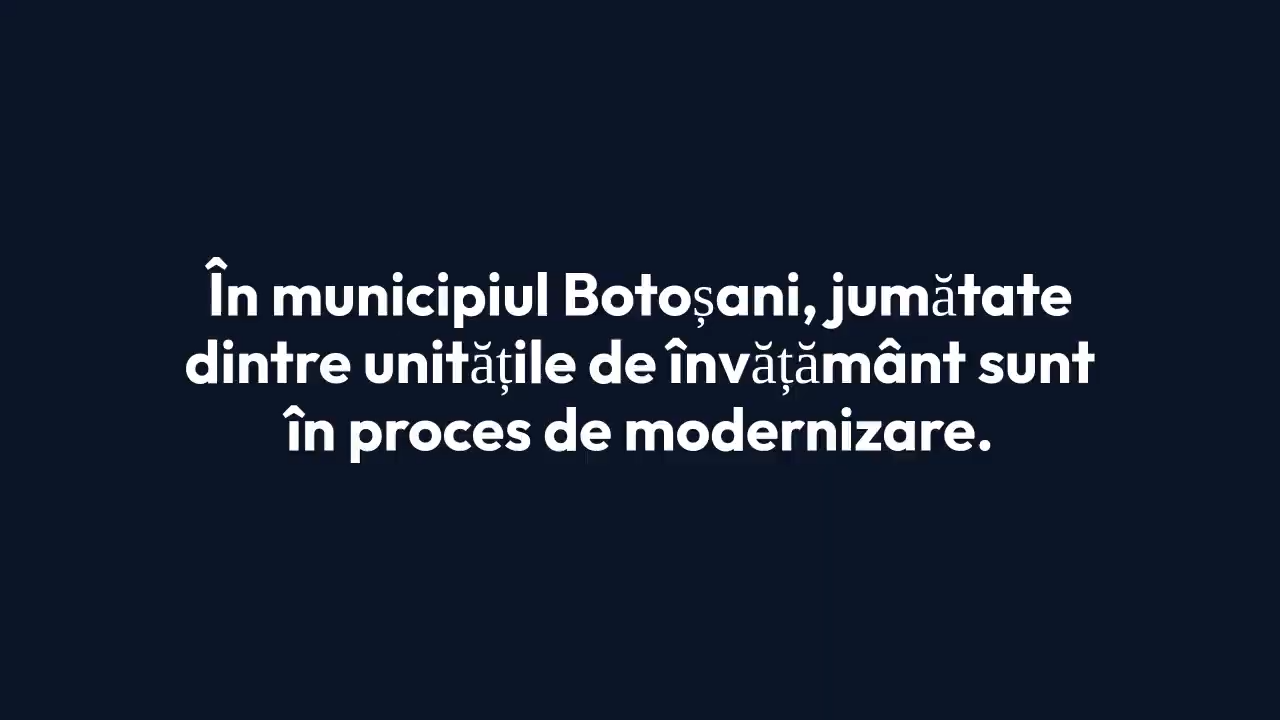 În municipiul Botoșani, jumătate
dintre unitățile de învățământ sunt
în proces de modernizare.